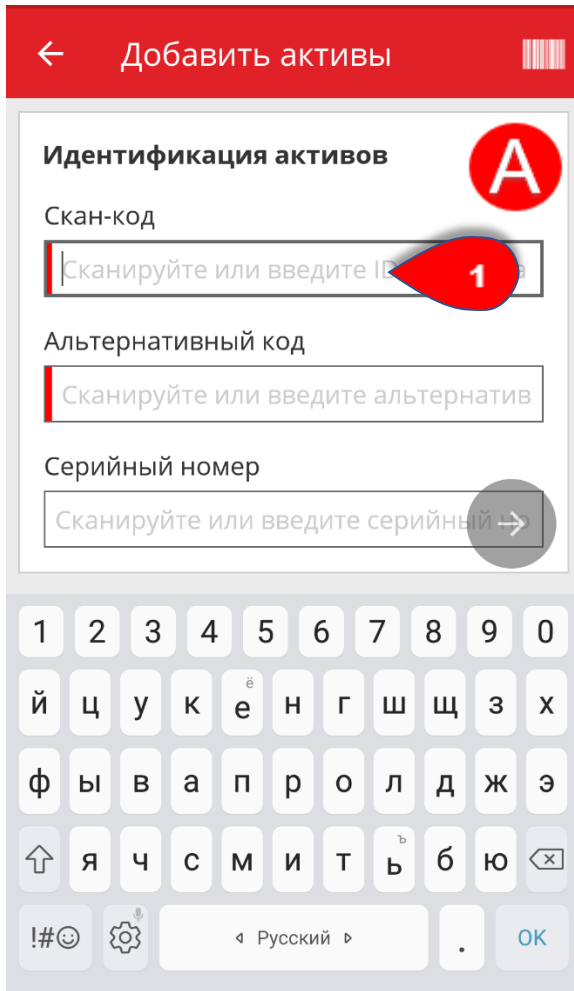 Добавить активы
Идентификация активов
A
Скан-код
Сканируйте или введите ID
1
Альтернативный код
Сканируйте или введите альтернатив
Серийный номер
Сканируйте или введите серийный но
1 2 3 4 5 6 7 8 9 0
ё
й ц у к е н г ш щ з х
ф ы в а п р о л д ж э
ъ
я ч с м и т ь б ю
!#☺ Русский . OK